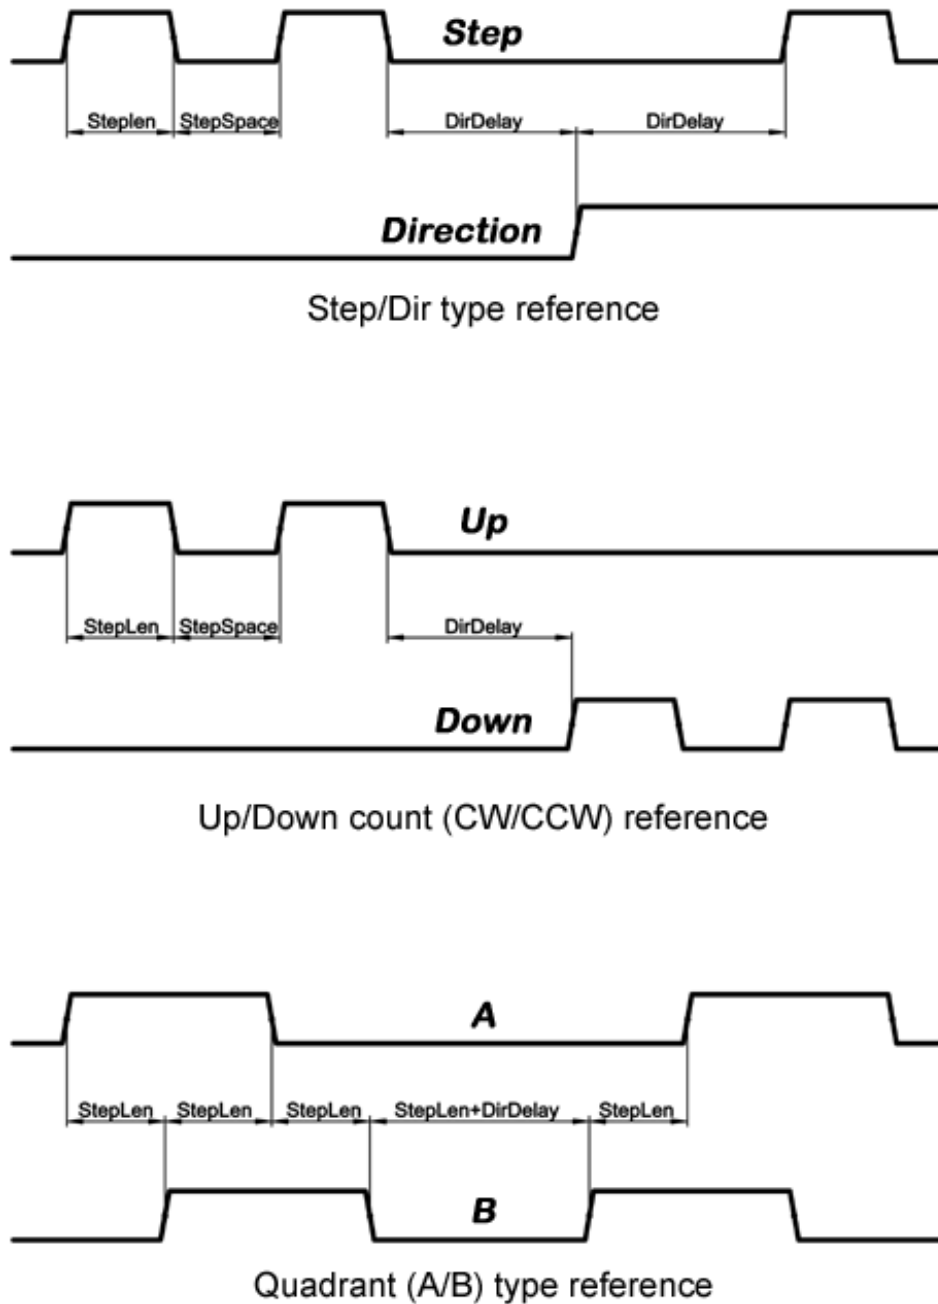 Step
Steplen StepSpace DirDelay DirDelay
Direction
Step/Dir type reference
Up
StepLen StepSpace DirDelay
Down
Up/Down count (CW/CCW) reference
A
StepLen StepLen StepLen StepLen+DirDelay StepLen
B
Quadrant (A/B) type reference